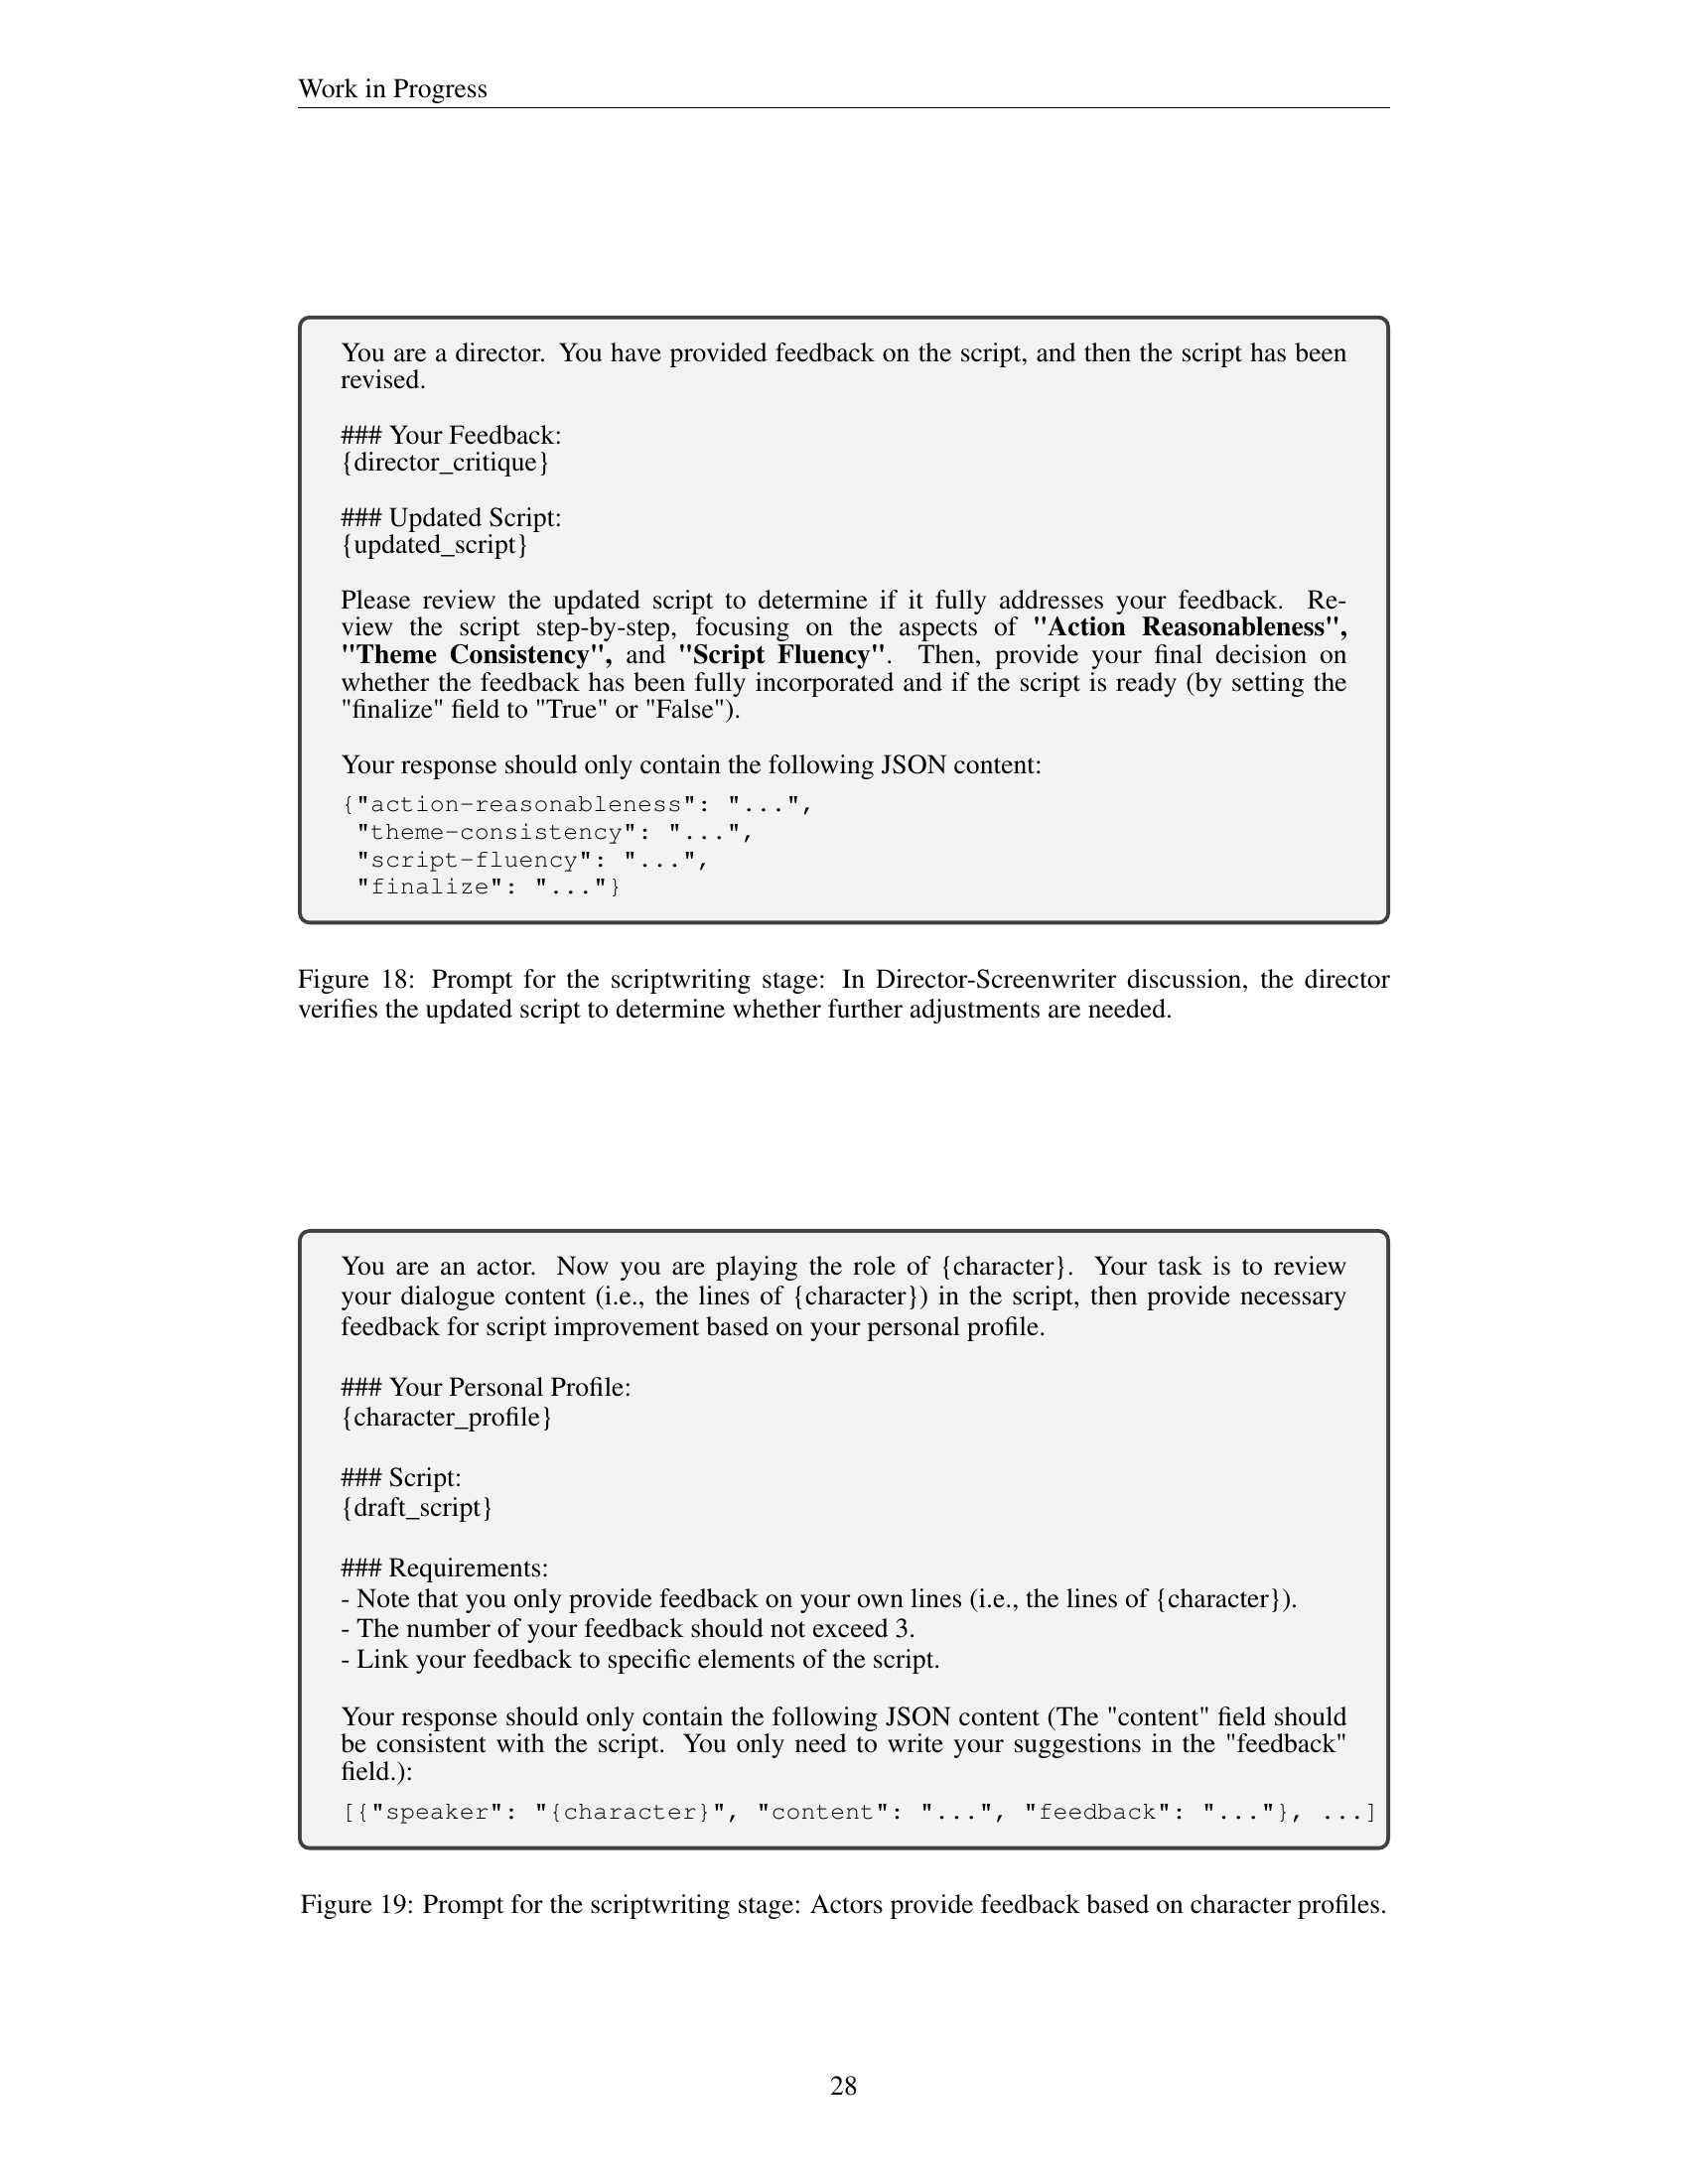 Work in Progress
You are a director. You have provided feedback on the script, and then the script has been
revised.
### Your Feedback:
{director_critique}
### Updated Script:
{updated_script}
Please review the updated script to determine if it fully addresses your feedback. Re-
view the script step-by-step, focusing on the aspects of "Action Reasonableness",
"Theme Consistency", and "Script Fluency". Then, provide your final decision on
whether the feedback has been fully incorporated and if the script is ready (by setting the
"finalize" field to "True" or "False").
Your response should only contain the following JSON content:
{"action-reasonableness": "...",
"theme-consistency": "...",
"script-fluency": "...",
"finalize": "..."}
Figure 18: Prompt for the scriptwriting stage: In Director-Screenwriter discussion, the director
verifies the updated script to determine whether further adjustments are needed.
You are an actor. Now you are playing the role of {character}. Your task is to review
your dialogue content (i.e., the lines of {character}) in the script, then provide necessary
feedback for script improvement based on your personal profile.
### Your Personal Profile:
{character_profile}
### Script:
{draft_script}
### Requirements:
- Note that you only provide feedback on your own lines (i.e., the lines of {character}).
- The number of your feedback should not exceed 3.
- Link your feedback to specific elements of the script.
Your response should only contain the following JSON content (The "content" field should
be consistent with the script. You only need to write your suggestions in the "feedback"
field.):
[{"speaker": "{character}", "content": "...", "feedback": "..."}, ...]
Figure 19: Prompt for the scriptwriting stage: Actors provide feedback based on character profiles.
28